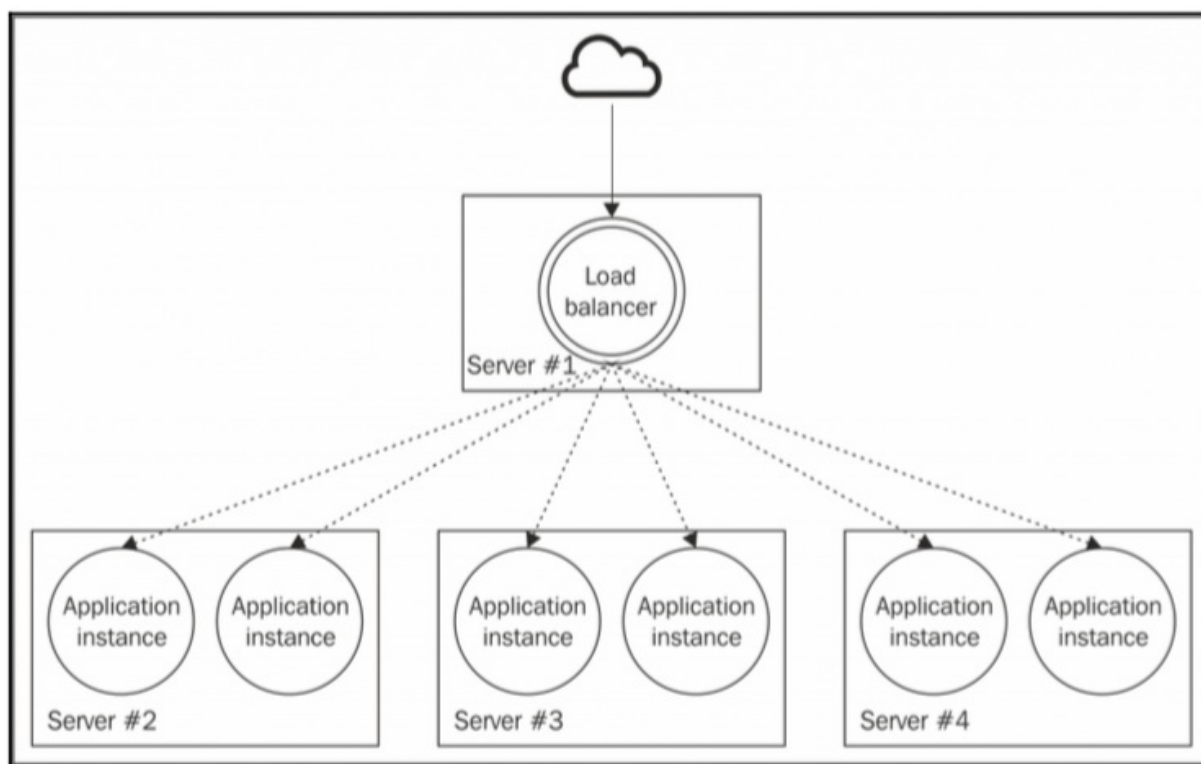 Load
balancer
Server #1
Application
instance
Application
instance
Server #2
Application
instance
Application
instance
Server #3
Application
instance
Application
instance
Server #4